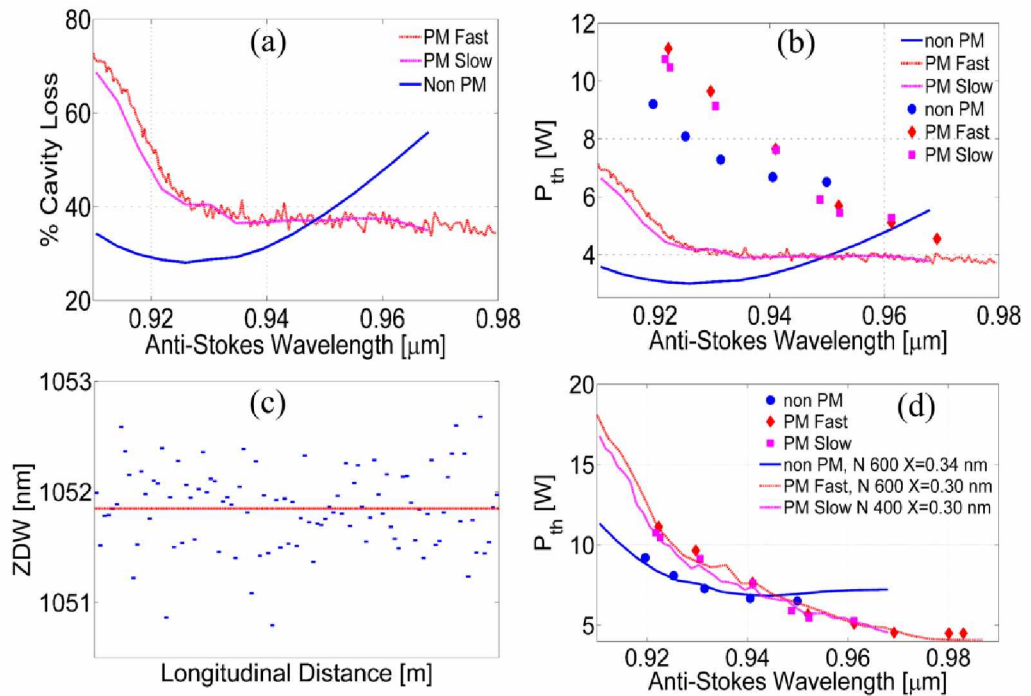 (a)
PM Fast
PM Slow
Non PM
% Cavity Loss
80
60
40
20
0.92
0.94
0.96
0.98
Anti-Stokes Wavelength [μm]
(b)
non PM
PM Fast
PM Slow
non PM
PM Fast
PM Slow
P_th [W]
12
10
8
6
4
0.92
0.94
0.96
0.98
Anti-Stokes Wavelength [μm]
(c)
ZDW [nm]
1053
1052
1051
Longitudinal Distance [m]
(d)
non PM
PM Fast
PM Slow
non PM, N 600 X=0.34 nm
PM Fast, N 600 X=0.30 nm
PM Slow N 400 X=0.30 nm
P_th [W]
20
15
10
5
0.92
0.94
0.96
0.98
Anti-Stokes Wavelength [μm]